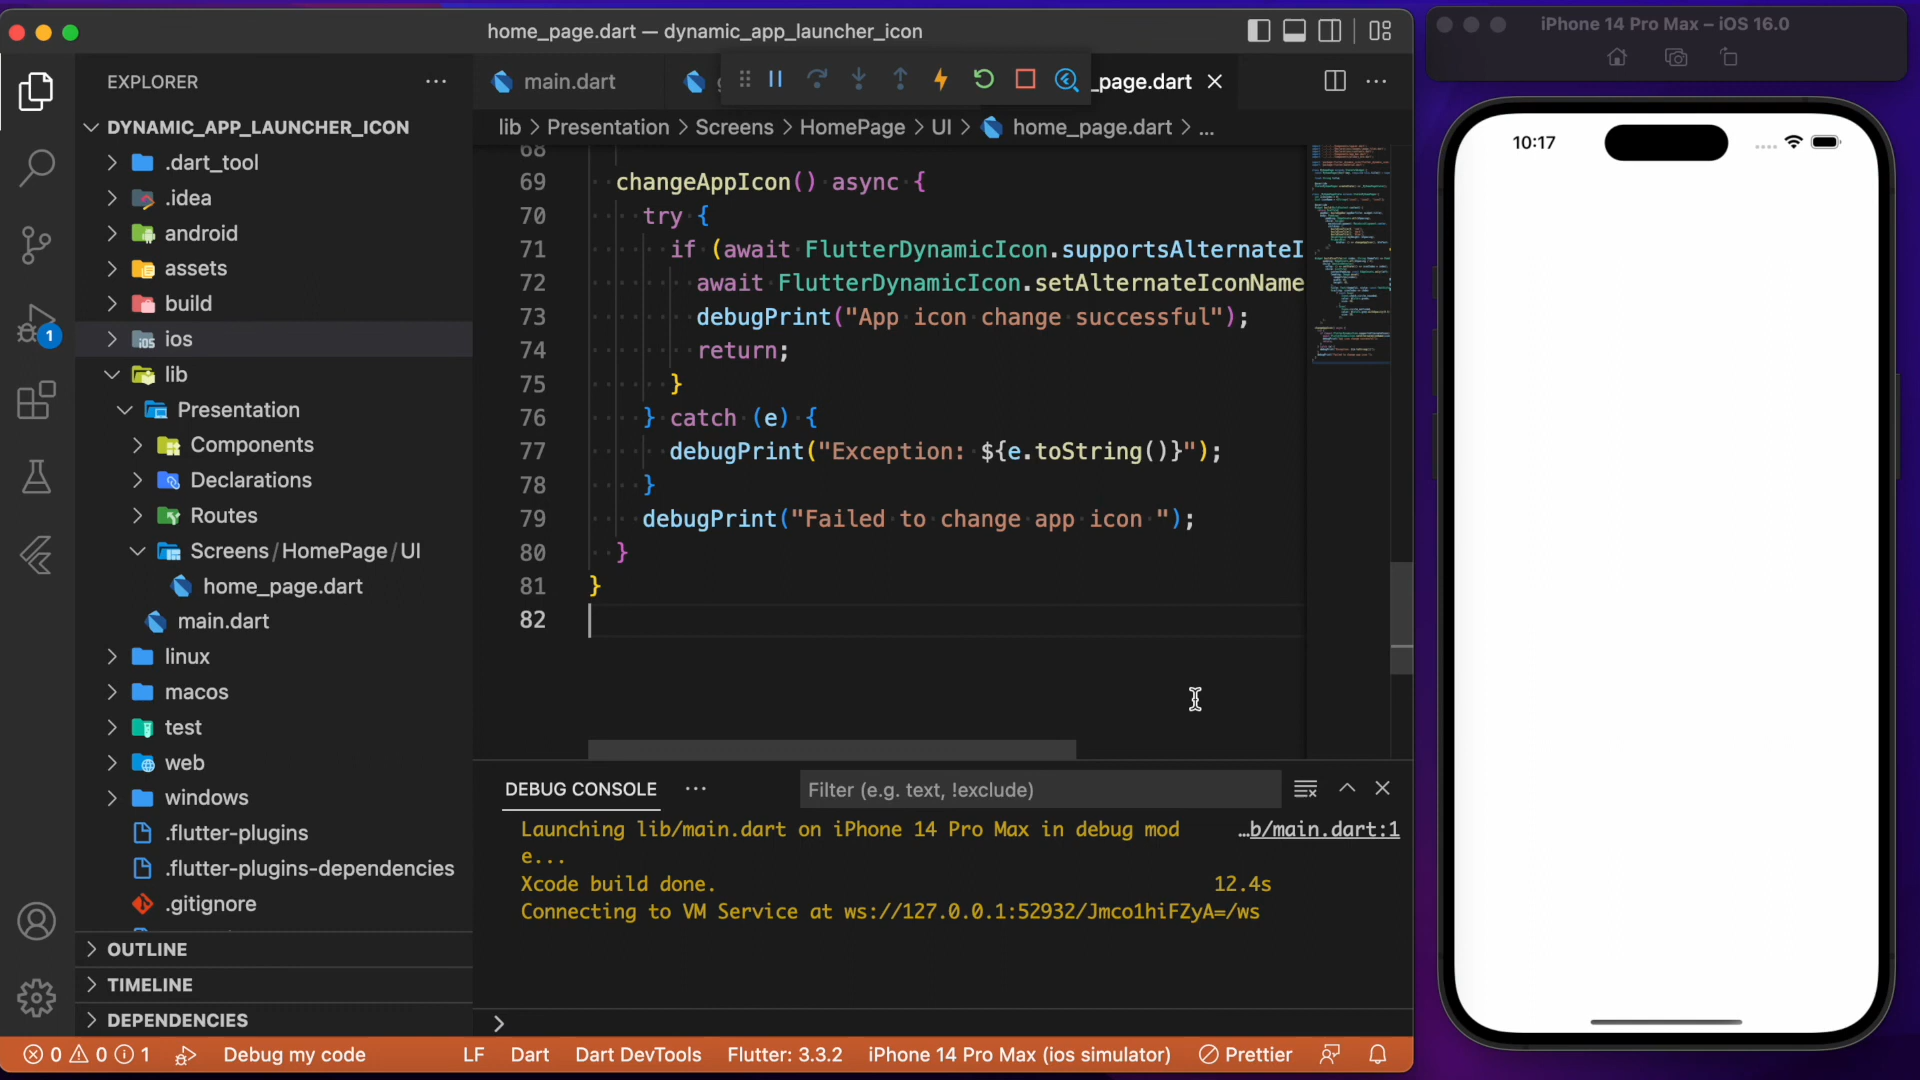 home_page.dart — dynamic_app_launcher_icon
iPhone 14 Pro Max – iOS 16.0
EXPLORER
main.dart
_page.dart
DYNAMIC_APP_LAUNCHER_ICON
lib > Presentation > Screens > HomePage > UI > home_page.dart > ...
10:17
.dart_tool
.idea
android
assets
build
ios
lib
Presentation
Components
Declarations
Routes
Screens/HomePage/UI
home_page.dart
main.dart
linux
macos
test
web
windows
.flutter-plugins
.flutter-plugins-dependencies
.gitignore
OUTLINE
TIMELINE
DEPENDENCIES
1
68
69 changeAppIcon() async {
70 try {
71 if (await FlutterDynamicIcon.supportsAlternateI
72 await FlutterDynamicIcon.setAlternateIconName
73 debugPrint("App icon change successful");
74 return;
75 }
76 } catch (e) {
77 debugPrint("Exception: ${e.toString()}");
78 }
79 debugPrint("Failed to change app icon ");
80 }
81 }
82
DEBUG CONSOLE
Filter (e.g. text, !exclude)
Launching lib/main.dart on iPhone 14 Pro Max in debug mod …b/main.dart:1
e...
Xcode build done. 12.4s
Connecting to VM Service at ws://127.0.0.1:52932/Jmco1hiFZyA=/ws
0 0 1 Debug my code LF Dart Dart DevTools Flutter: 3.3.2 iPhone 14 Pro Max (ios simulator) Prettier